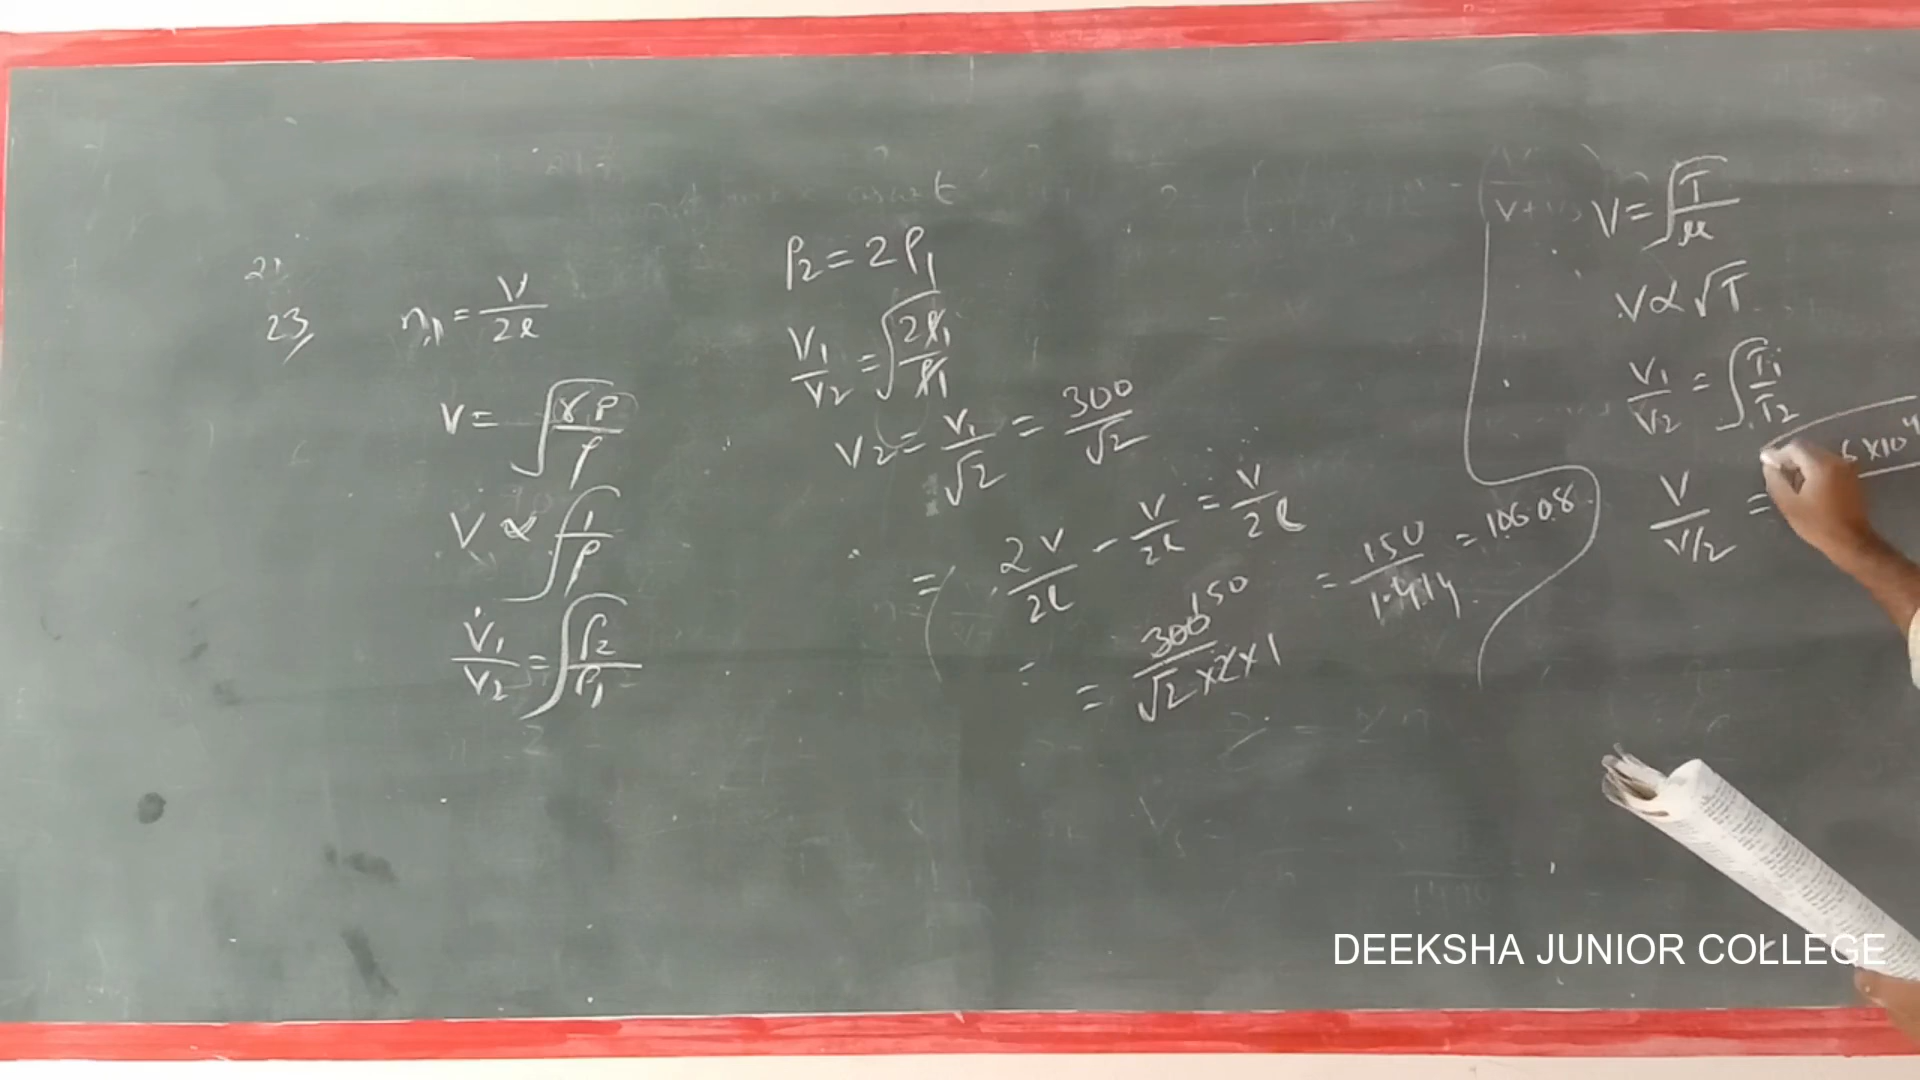 21
23,
n₁ = V/2l
V = √(γP/ρ)
V ∝ √(1/ρ)
V₁/V₂ = √(ρ₂/ρ₁)
ρ₂ = 2ρ₁
V₁/V₂ = √(2ρ₁/ρ₁)
V₂ = V₁/√2 = 300/√2
= 2V/2l - V/2l = V/2l
= 300/√2×2×1 150 = 150/1.414 = 106.08
V = √(T/μ)
V ∝ √T
V₁/V₂ = √(T₁/T₂)
V/V/2 = 6×10⁴
DEEKSHA JUNIOR COLLEGE